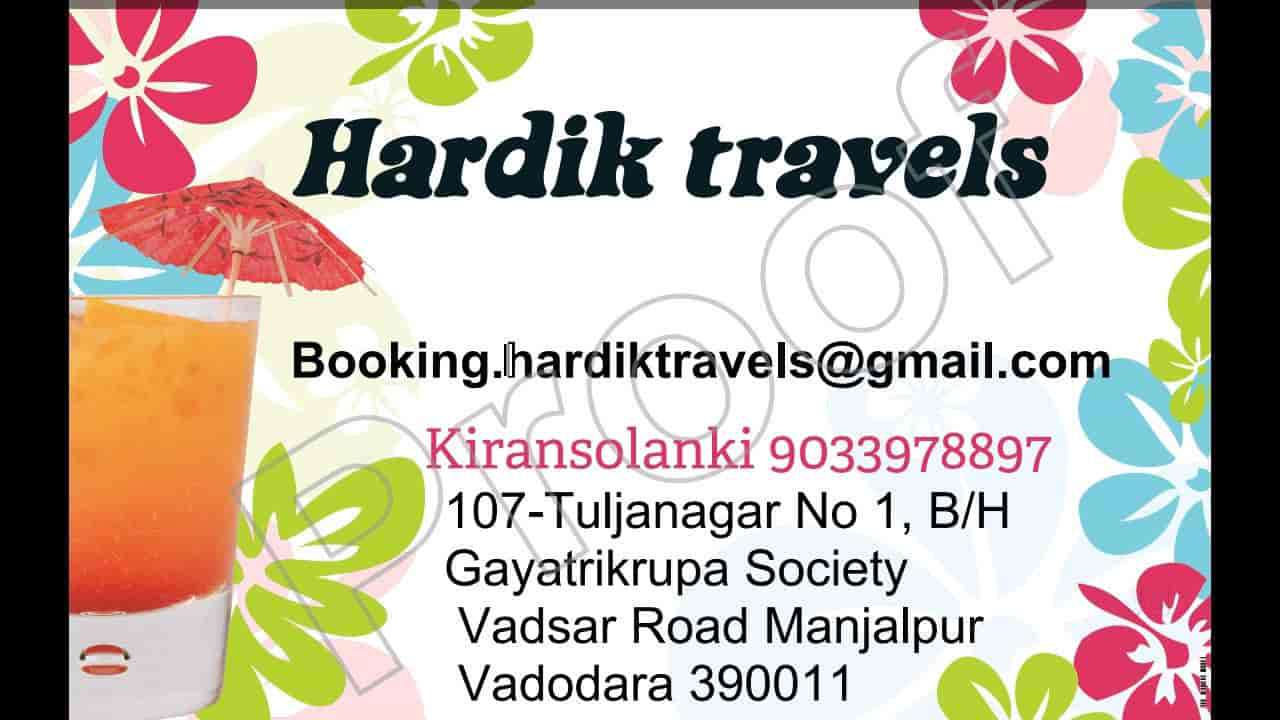 Hardik travels
Booking.hardiktravels@gmail.com
Kiransolanki 9033978897
107-Tuljanagar No 1, B/H
Gayatrikrupa Society
Vadsar Road Manjalpur
Vadodara 390011
proof